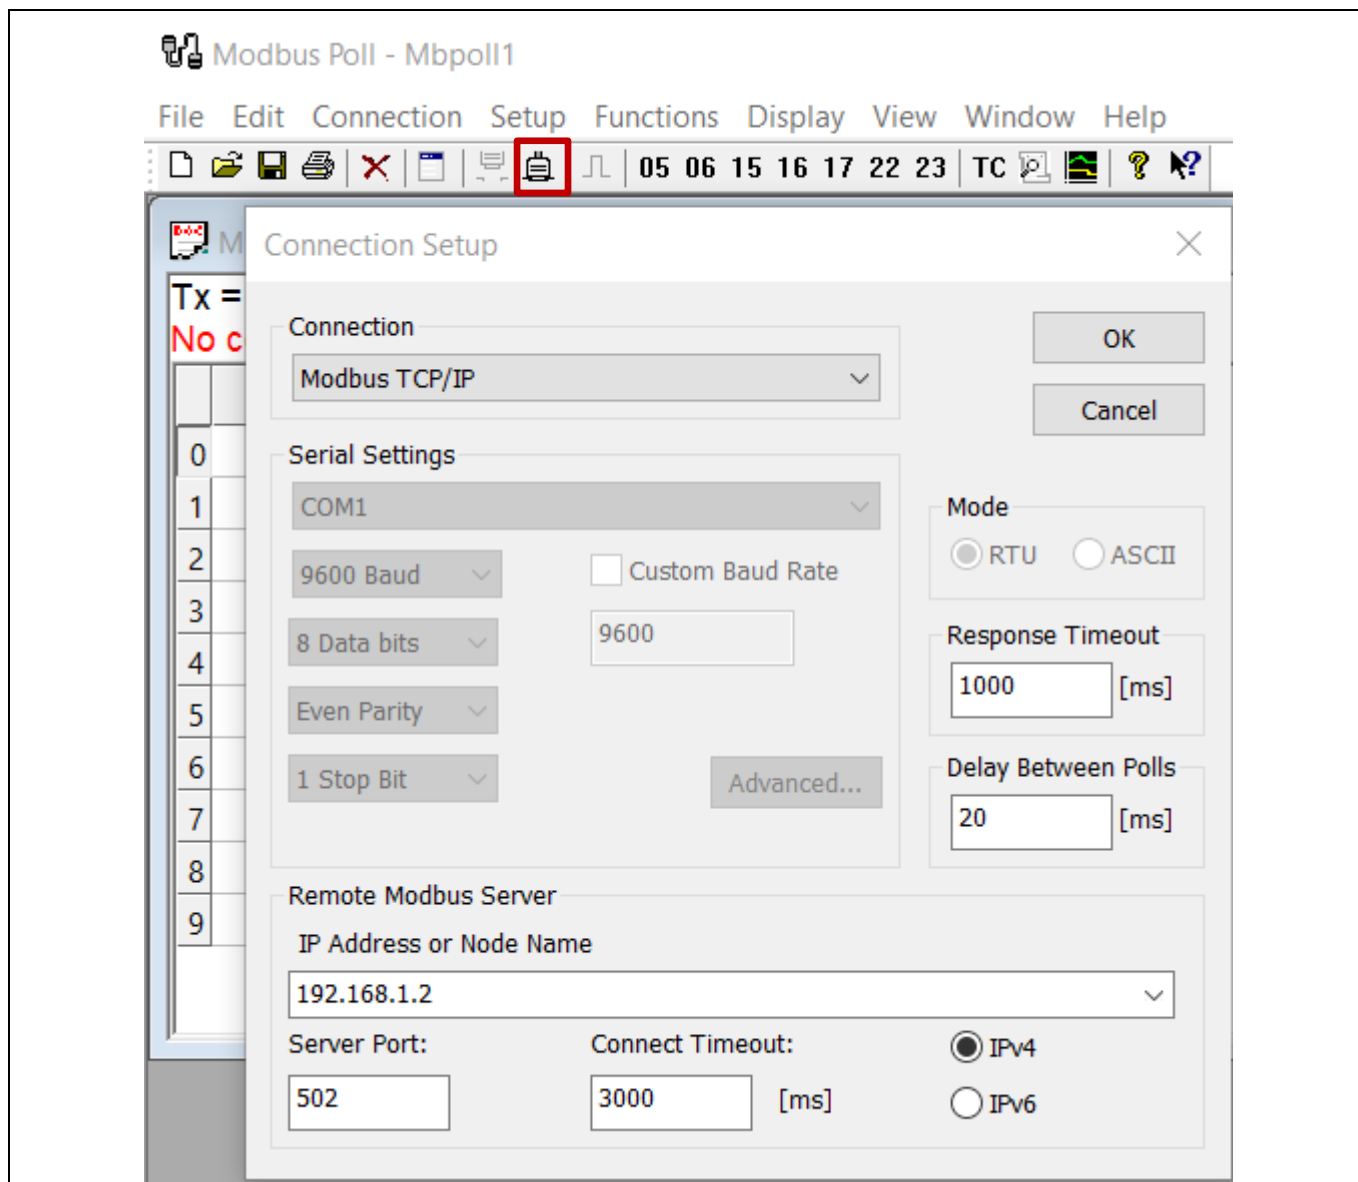 Modbus Poll - Mbpoll1
File Edit Connection Setup Functions Display View Window Help
05 06 15 16 17 22 23 TC
M
Connection Setup
Tx =
No c
Connection
OK
Modbus TCP/IP
Cancel
0
Serial Settings
1
COM1
Mode
2
9600 Baud
Custom Baud Rate
RTU
ASCII
3
9600
8 Data bits
Response Timeout
4
1000 [ms]
5
Even Parity
6
1 Stop Bit
Advanced...
Delay Between Polls
7
20 [ms]
8
Remote Modbus Server
9
IP Address or Node Name
192.168.1.2
Server Port:
Connect Timeout:
IPv4
502
3000 [ms]
IPv6